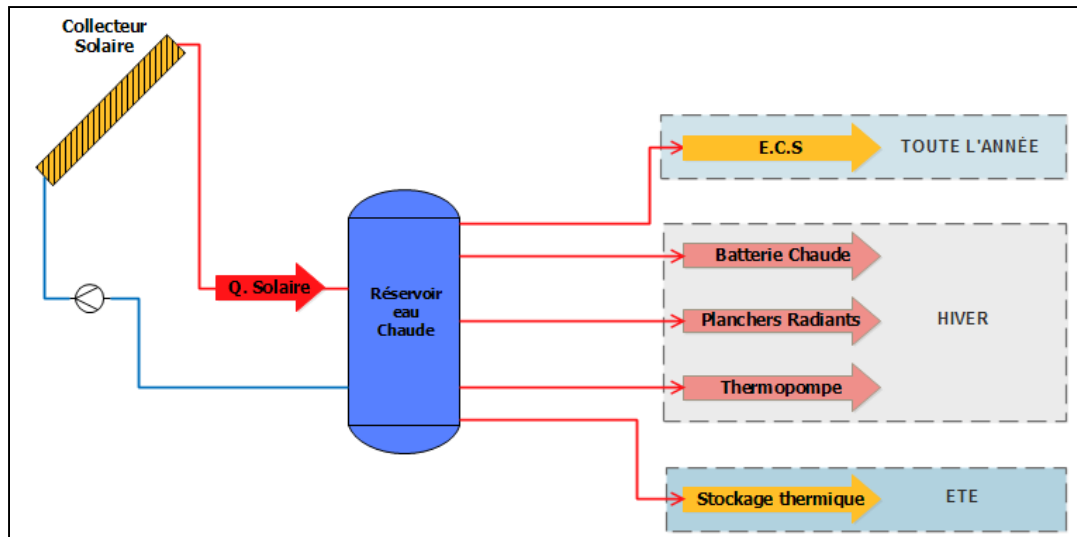 Collecteur
Solaire
E.C.S
TOUTE L'ANNÉE
Batterie Chaude
Q. Solaire
Réservoir
eau
Chaude
Planchers Radiants
HIVER
Thermopompe
Stockage thermique
ETE